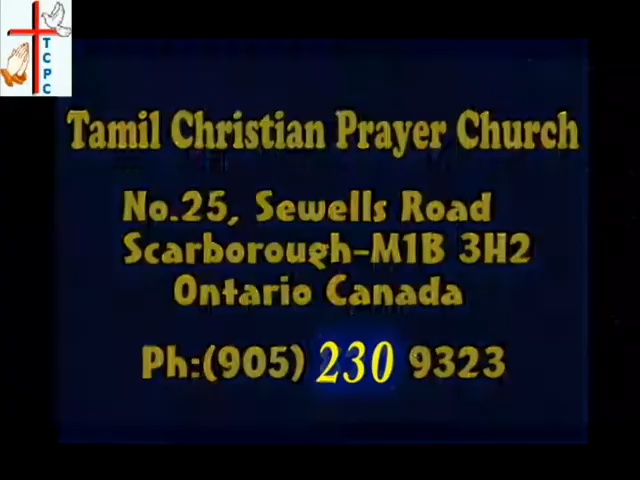 TCPC
Tamil Christian Prayer Church
No.25, Sewells Road
Scarborough-M1B 3H2
Ontario Canada
Ph:(905) 230 9323